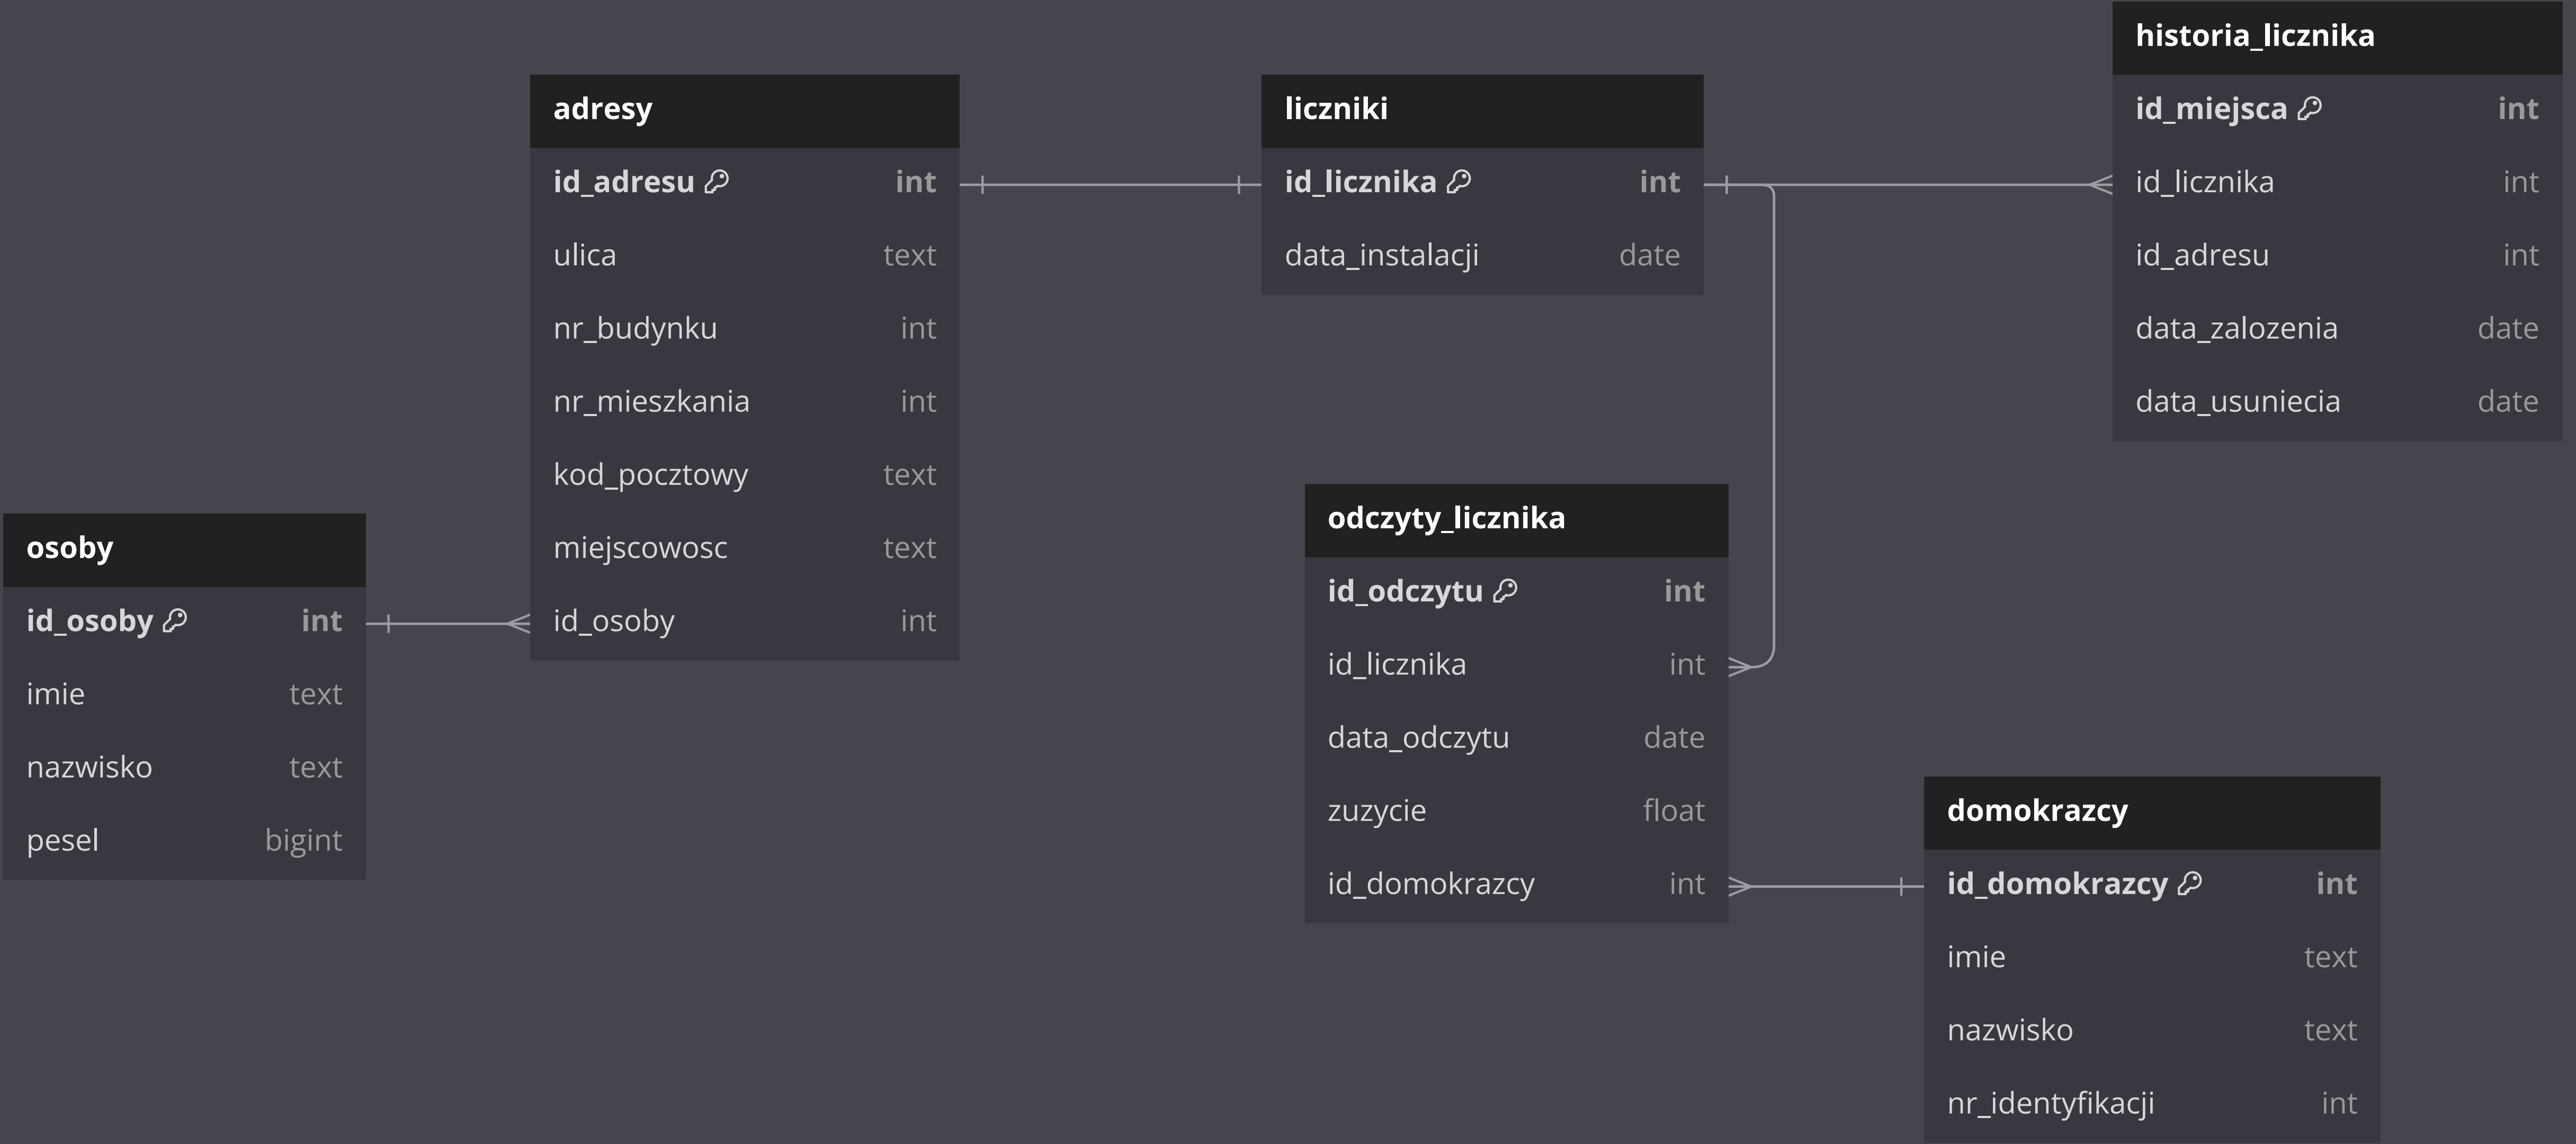 historia_licznika
id_miejsca int
id_licznika int
id_adresu int
data_zalozenia date
data_usuniecia date
adresy
id_adresu int
ulica text
nr_budynku int
nr_mieszkania int
kod_pocztowy text
miejscowosc text
id_osoby int
liczniki
id_licznika int
data_instalacji date
osoby
id_osoby int
imie text
nazwisko text
pesel bigint
odczyty_licznika
id_odczytu int
id_licznika int
data_odczytu date
zuzycie float
id_domokrazcy int
domokrazcy
id_domokrazcy int
imie text
nazwisko text
nr_identyfikacji int